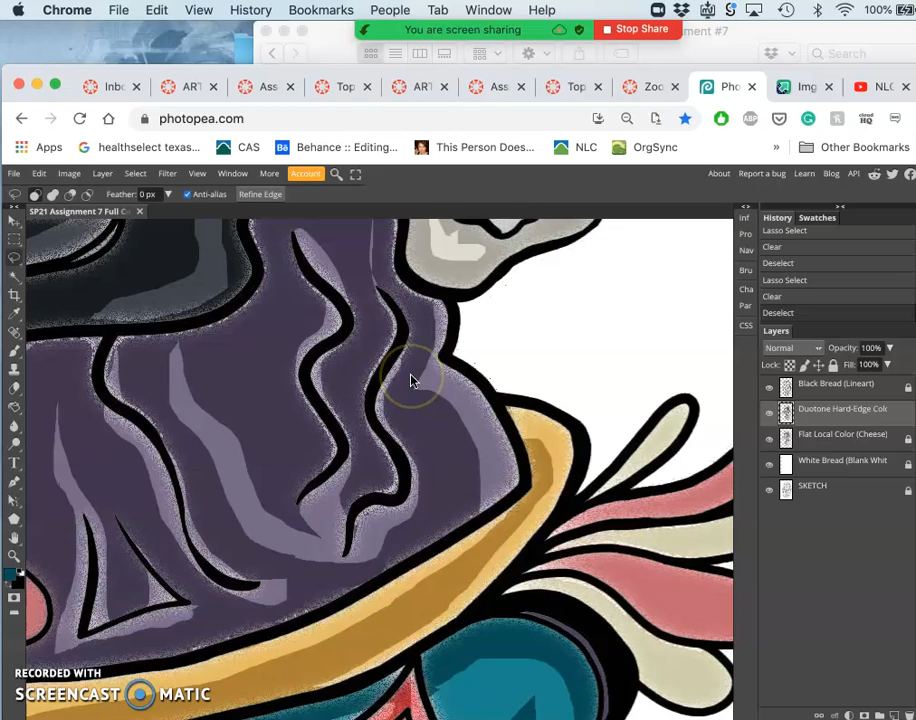 Chrome File Edit View History Bookmarks People Tab Window Help 100%
You are screen sharing Stop Share
ment #7
Search
Inbc ART Ass Top ART Ass Top Zoo Pho Img NLC
photopea.com
Apps healthselect texas... CAS Behance :: Editing... This Person Does... NLC OrgSync » Other Bookmarks
File Edit Image Layer Select Filter View Window More Account About Report a bug Learn Blog API
Feather: 0 px Anti-alias Refine Edge
SP21 Assignment 7 Full C
Inf
Pro
Nav
Bru
Cha
Par
CSS
History Swatches
Lasso Select
Clear
Deselect
Lasso Select
Clear
Deselect
Layers
Normal Opacity: 100%
Lock: Fill: 100%
Black Bread (Lineart)
Duotone Hard-Edge Colo
Flat Local Color (Cheese)
White Bread (Blank Whit
SKETCH
eff
RECORDED WITH
SCREENCAST MATIC